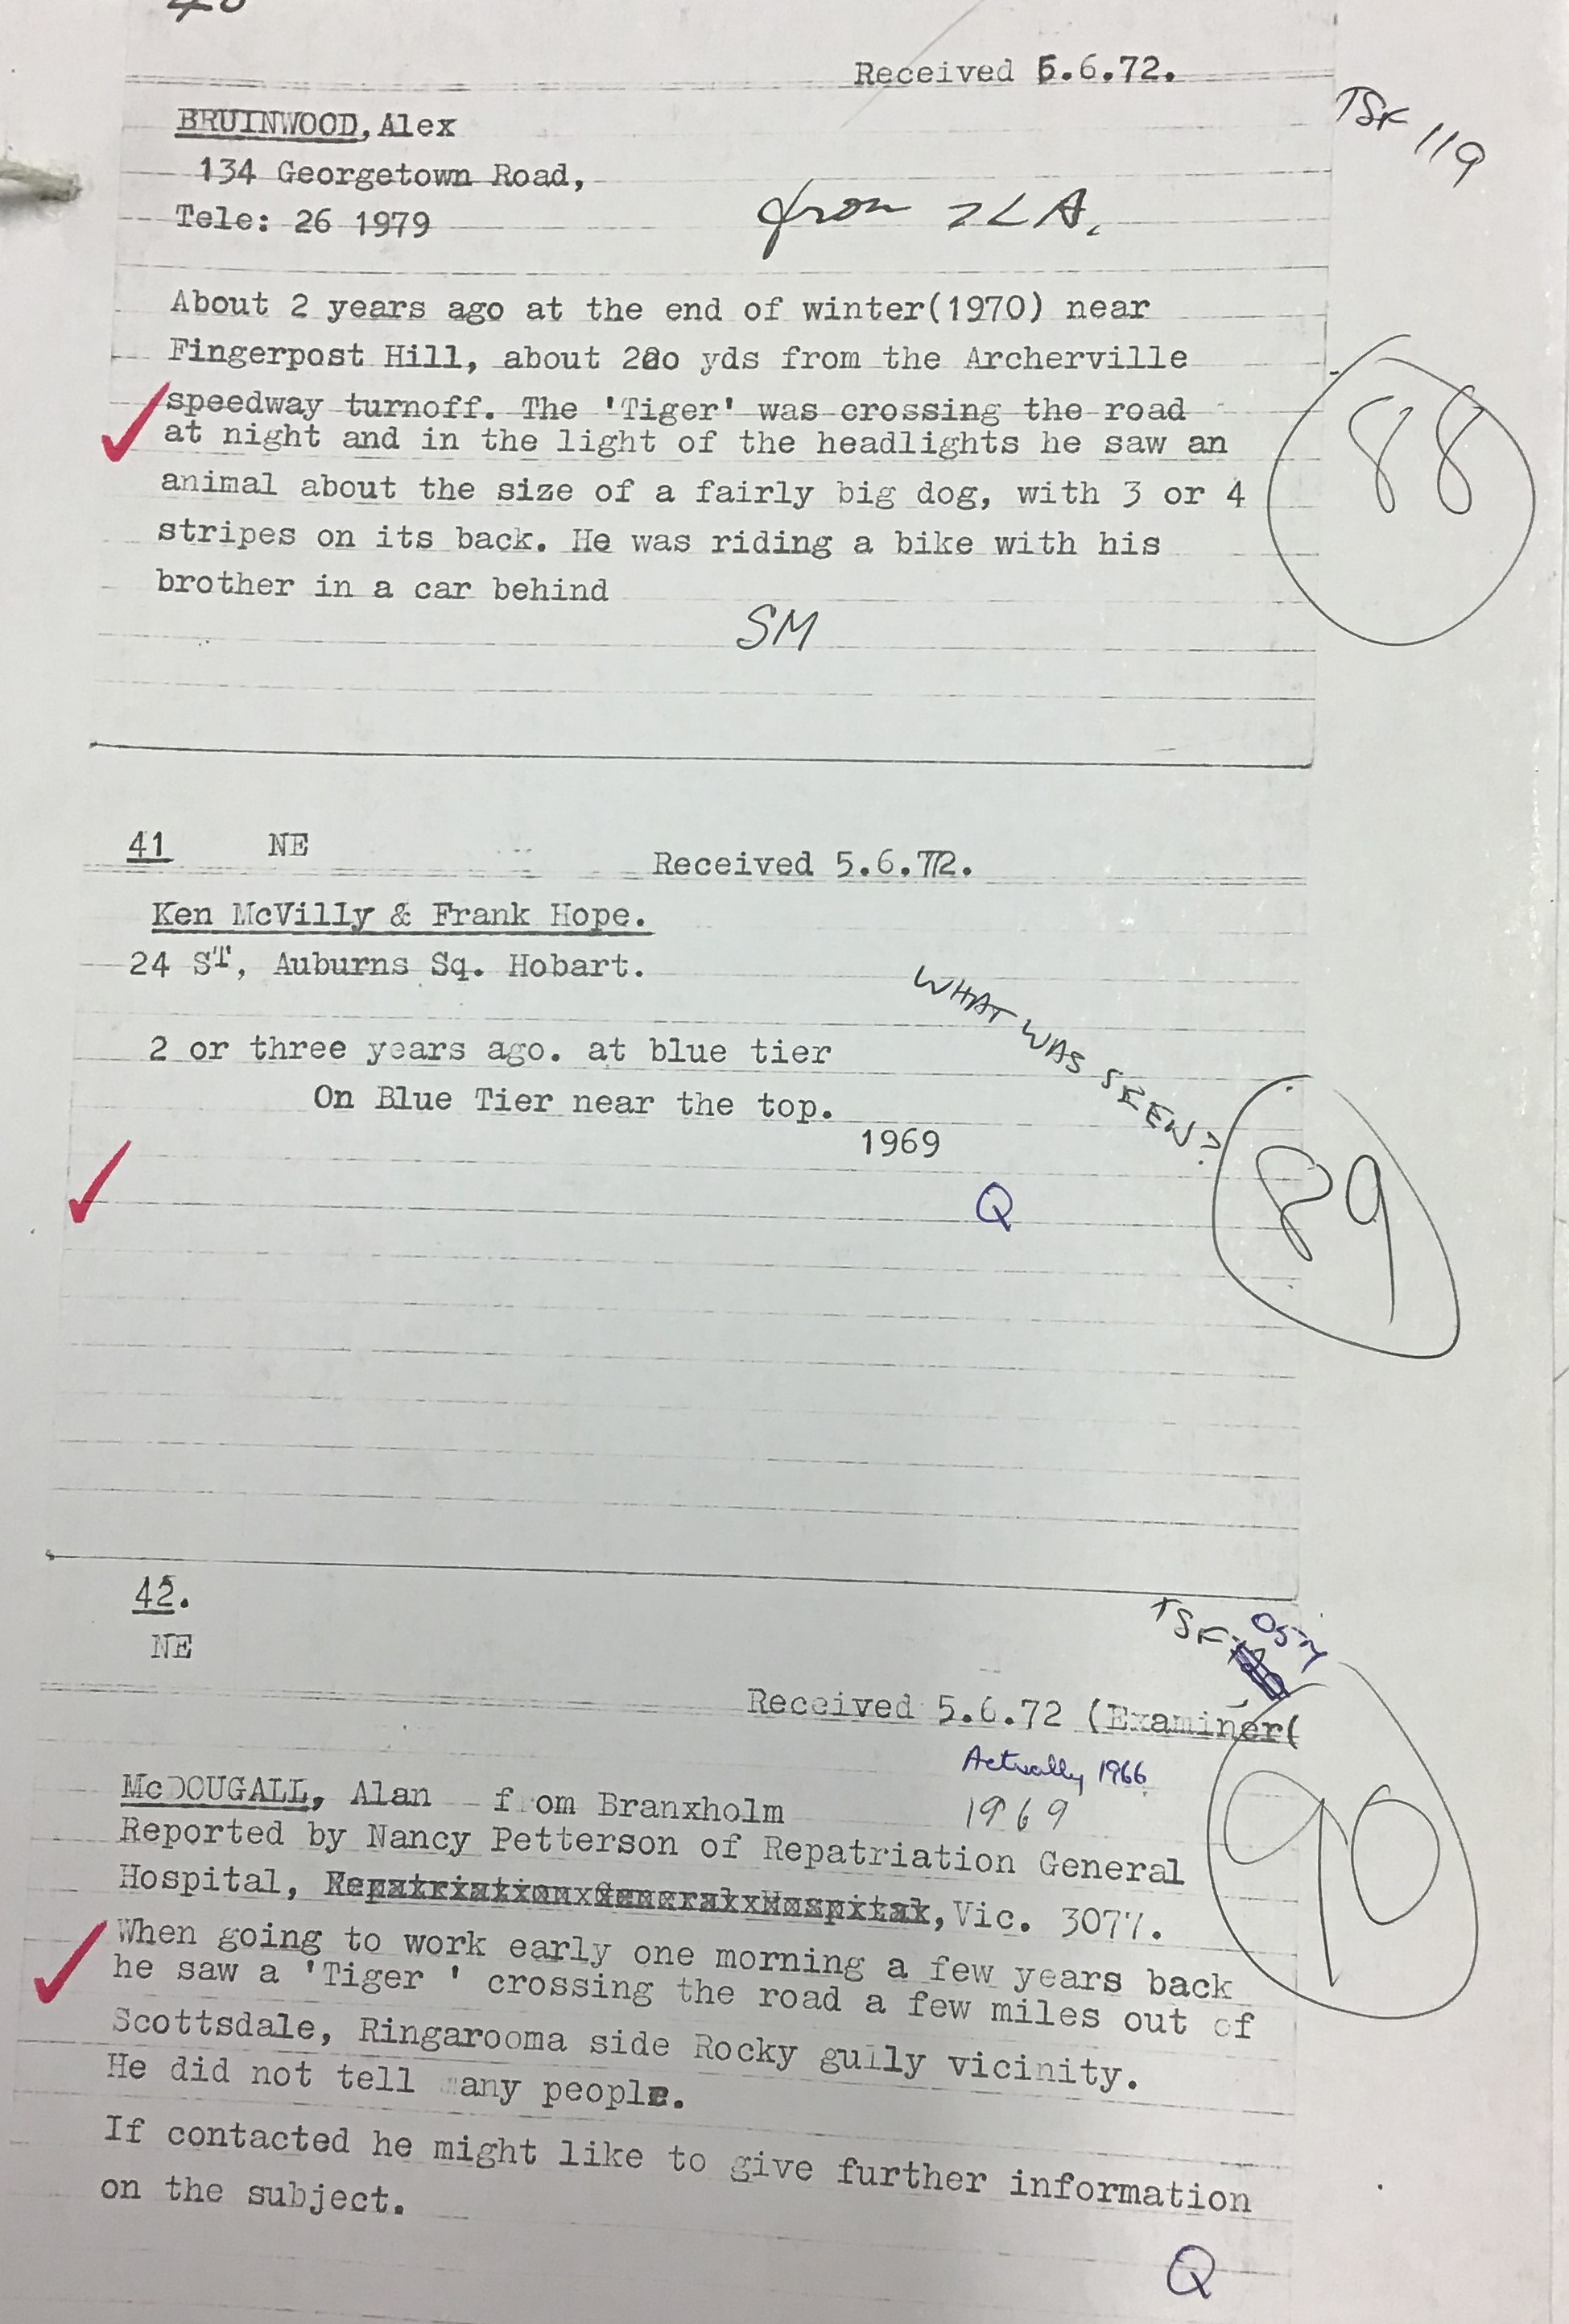 40
Received 5.6.72.
TSK 119
BRUINWOOD, Alex
134 Georgetown Road,
Tele: 26 1979
from 7LA.
About 2 years ago at the end of winter(1970) near
Fingerpost Hill, about 200 yds from the Archerville
speedway turnoff. The 'Tiger' was crossing the road
at night and in the light of the headlights he saw an
animal about the size of a fairly big dog, with 3 or 4
stripes on its back. He was riding a bike with his
brother in a car behind
88
SM
41 NE
Received 5.6.72.
Ken McVilly & Frank Hope.
24 ST, Auburns Sq. Hobart.
WHAT WAS SEEN?
2 or three years ago. at blue tier
On Blue Tier near the top.
1969
89
Q
42.
NE
TSK
Received 5.6.72 (Examiner(
Actually 1966
McDOUGALL, Alan from Branxholm
1969
Reported by Nancy Petterson of Repatriation General
Hospital, Repatriation General Hospital, Vic. 3077.
90
When going to work early one morning a few years back
he saw a 'Tiger ' crossing the road a few miles out of
Scottsdale, Ringarooma side Rocky gully vicinity.
He did not tell many people.
If contacted he might like to give further information
on the subject.
Q